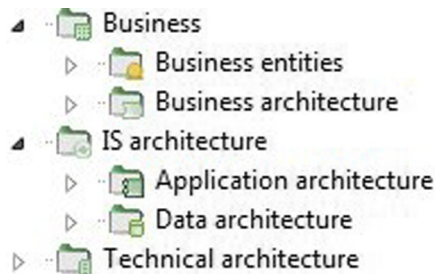 Business
Business entities
Business architecture
IS architecture
Application architecture
Data architecture
Technical architecture